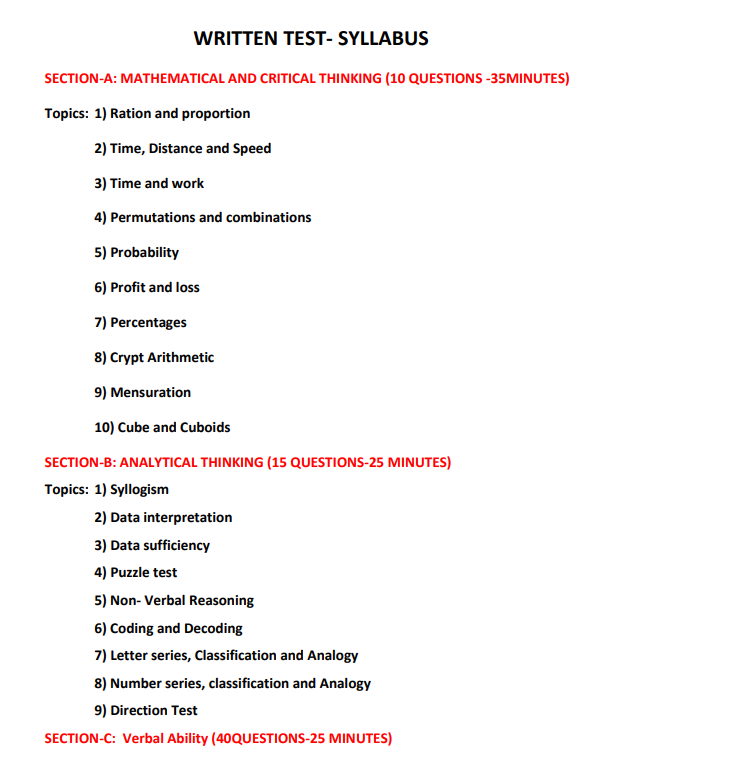 WRITTEN TEST- SYLLABUS
SECTION-A: MATHEMATICAL AND CRITICAL THINKING (10 QUESTIONS -35MINUTES)
Topics: 1) Ration and proportion
2) Time, Distance and Speed
3) Time and work
4) Permutations and combinations
5) Probability
6) Profit and loss
7) Percentages
8) Crypt Arithmetic
9) Mensuration
10) Cube and Cuboids
SECTION-B: ANALYTICAL THINKING (15 QUESTIONS-25 MINUTES)
Topics: 1) Syllogism
2) Data interpretation
3) Data sufficiency
4) Puzzle test
5) Non- Verbal Reasoning
6) Coding and Decoding
7) Letter series, Classification and Analogy
8) Number series, classification and Analogy
9) Direction Test
SECTION-C: Verbal Ability (40QUESTIONS-25 MINUTES)